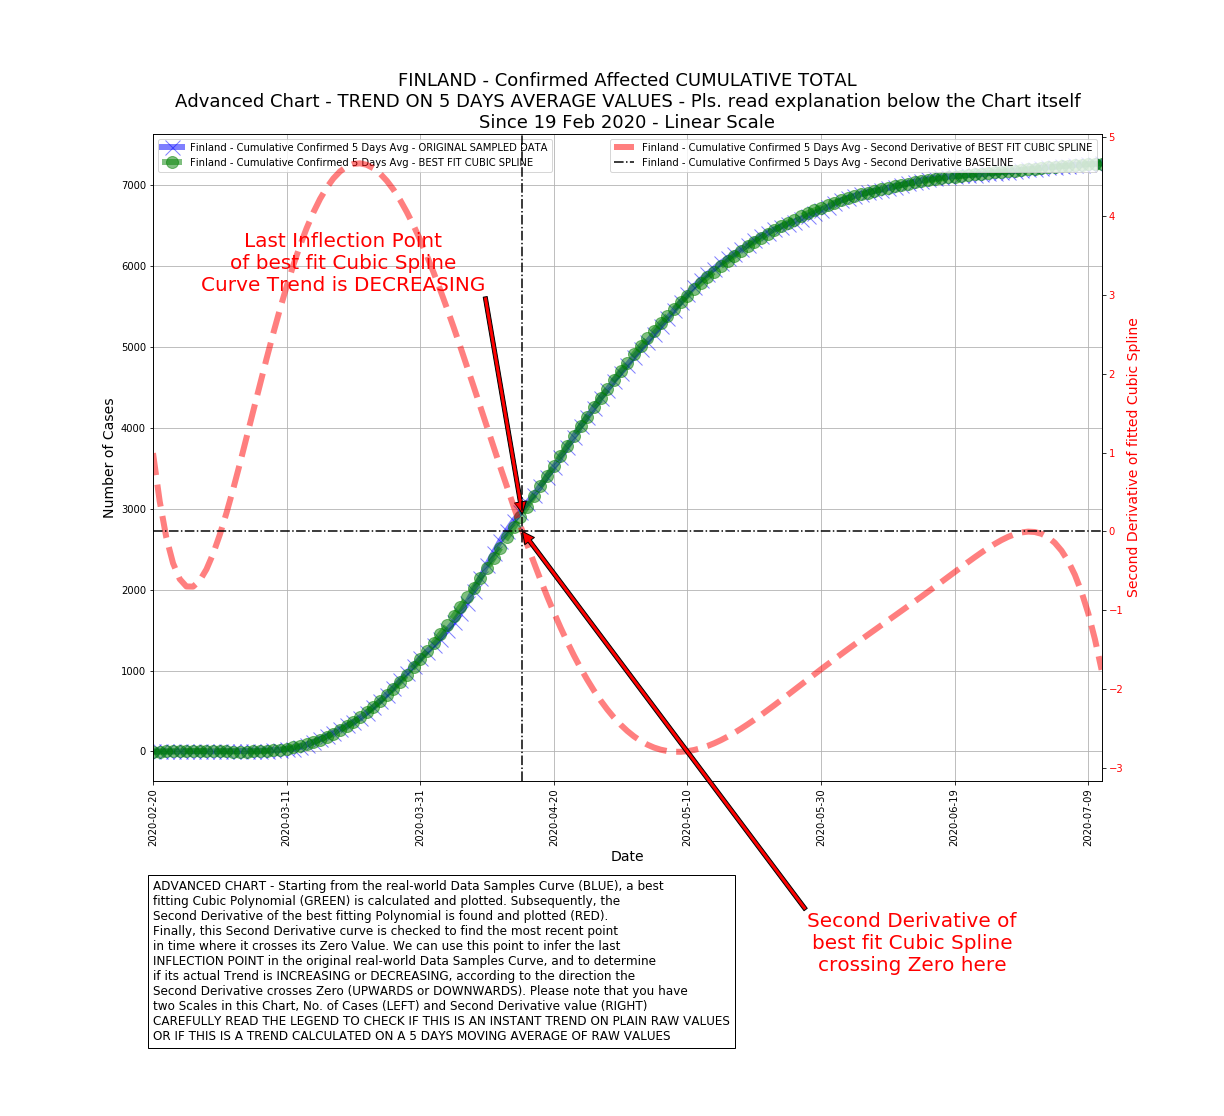 FINLAND - Confirmed Affected CUMULATIVE TOTAL
Advanced Chart - TREND ON 5 DAYS AVERAGE VALUES - Pls. read explanation below the Chart itself
Since 19 Feb 2020 - Linear Scale
Finland - Cumulative Confirmed 5 Days Avg - ORIGINAL SAMPLED DATA
Finland - Cumulative Confirmed 5 Days Avg - BEST FIT CUBIC SPLINE
Finland - Cumulative Confirmed 5 Days Avg - Second Derivative of BEST FIT CUBIC SPLINE
Finland - Cumulative Confirmed 5 Days Avg - Second Derivative BASELINE
Last Inflection Point
of best fit Cubic Spline
Curve Trend is DECREASING
Number of Cases
7000
6000
5000
4000
3000
2000
1000
0
5
4
3
2
1
0
−1
−2
−3
Second Derivative of fitted Cubic Spline
2020-02-20
2020-03-11
2020-03-31
2020-04-20
2020-05-10
2020-05-30
2020-06-19
2020-07-09
Date
ADVANCED CHART - Starting from the real-world Data Samples Curve (BLUE), a best
fitting Cubic Polynomial (GREEN) is calculated and plotted. Subsequently, the
Second Derivative of the best fitting Polynomial is found and plotted (RED).
Finally, this Second Derivative curve is checked to find the most recent point
in time where it crosses its Zero Value. We can use this point to infer the last
INFLECTION POINT in the original real-world Data Samples Curve, and to determine
if its actual Trend is INCREASING or DECREASING, according to the direction the
Second Derivative crosses Zero (UPWARDS or DOWNWARDS). Please note that you have
two Scales in this Chart, No. of Cases (LEFT) and Second Derivative value (RIGHT)
CAREFULLY READ THE LEGEND TO CHECK IF THIS IS AN INSTANT TREND ON PLAIN RAW VALUES
OR IF THIS IS A TREND CALCULATED ON A 5 DAYS MOVING AVERAGE OF RAW VALUES
Second Derivative of
best fit Cubic Spline
crossing Zero here